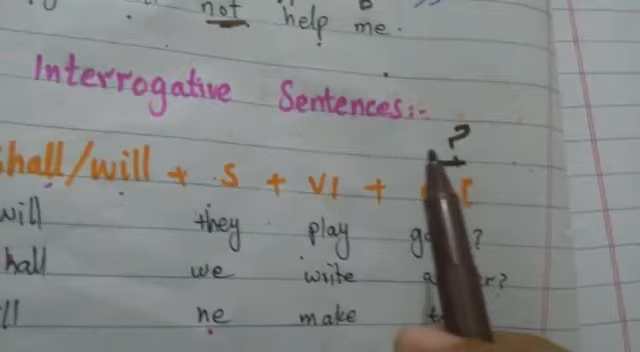 not help me.
Interrogative Sentences:-
?
hall/will + S + V1 +
will they play ?
hall we write
ll he make